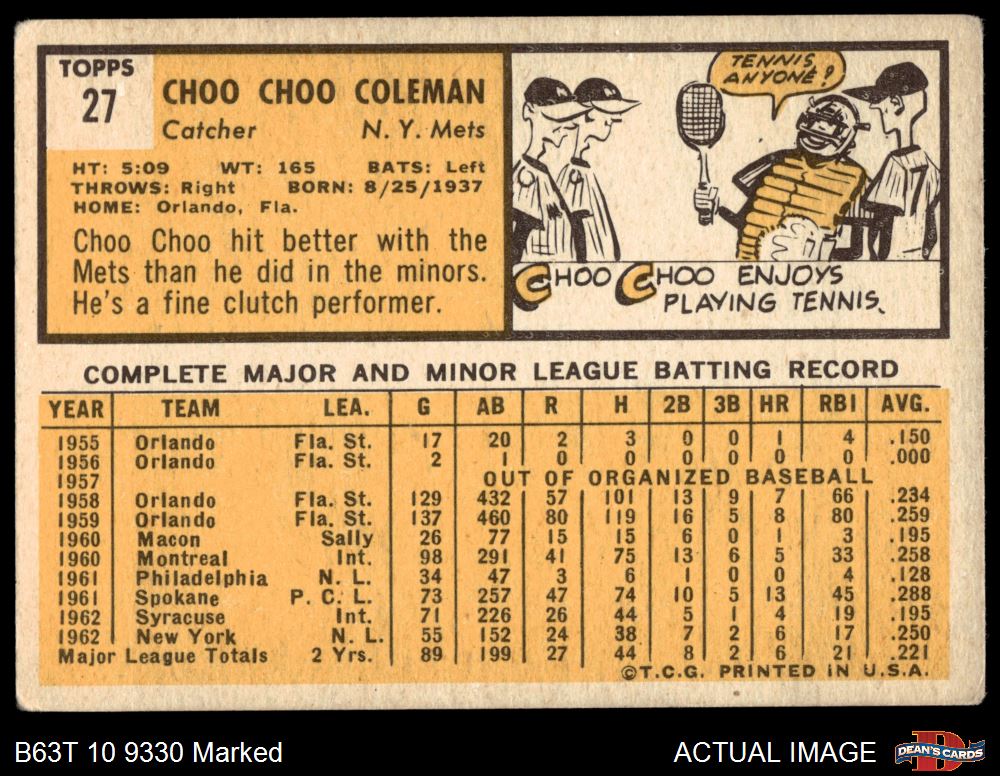 TOPPS
27
CHOO CHOO COLEMAN
Catcher N. Y. Mets
HT: 5:09 WT: 165 BATS: Left
THROWS: Right BORN: 8/25/1937
HOME: Orlando, Fla.
Choo Choo hit better with the
Mets than he did in the minors.
He's a fine clutch performer.
TENNIS,
ANYONE?
7
CHOO CHOO ENJOYS
PLAYING TENNIS.
COMPLETE MAJOR AND MINOR LEAGUE BATTING RECORD
YEAR TEAM LEA. G AB R H 2B 3B HR RBI AVG.
1955 Orlando Fla. St. 17 20 2 3 0 0 1 4 .150
1956 Orlando Fla. St. 2 1 0 0 0 0 0 0 .000
1957 OUT OF ORGANIZED BASEBALL
1958 Orlando Fla. St. 129 432 57 101 13 9 7 66 .234
1959 Orlando Fla. St. 137 460 80 119 16 5 8 80 .259
1960 Macon Sally 26 77 15 15 6 0 1 3 .195
1960 Montreal Int. 98 291 41 75 13 6 5 33 .258
1961 Philadelphia N. L. 34 47 3 6 1 0 0 4 .128
1961 Spokane P. C. L. 73 257 47 74 10 5 13 45 .288
1962 Syracuse Int. 71 226 26 44 5 1 4 19 .195
1962 New York N. L. 55 152 24 38 7 2 6 17 .250
Major League Totals 2 Yrs. 89 199 27 44 8 2 6 21 .221
©T.C.G. PRINTED IN U.S.A.
B63T 10 9330 Marked
ACTUAL IMAGE
DEAN'S CARDS